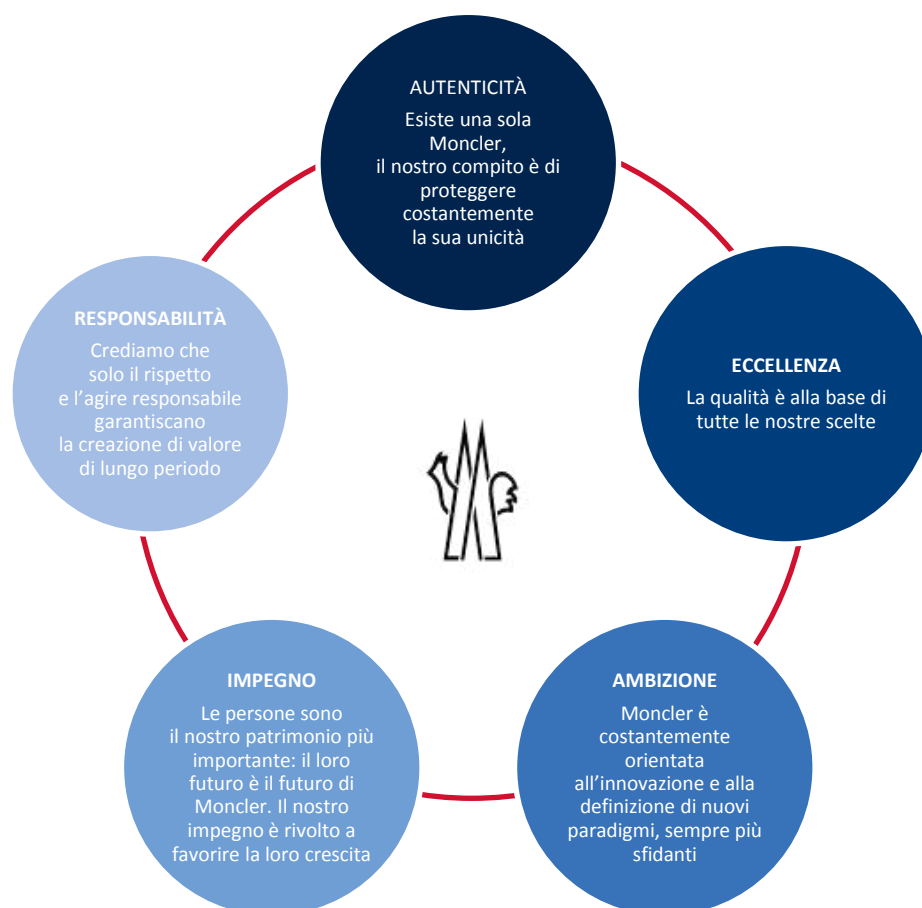 AUTENTICITÀ
Esiste una sola
Moncler,
il nostro compito è di
proteggere
costantemente
la sua unicità
ECCELLENZA
La qualità è alla base di
tutte le nostre scelte
AMBIZIONE
Moncler è
costantemente
orientata
all’innovazione e alla
definizione di nuovi
paradigmi, sempre più
sfidanti
IMPEGNO
Le persone sono
il nostro patrimonio più
importante: il loro
futuro è il futuro di
Moncler. Il nostro
impegno è rivolto a
favorire la loro crescita
RESPONSABILITÀ
Crediamo che
solo il rispetto
e l’agire responsabile
garantiscano
la creazione di valore
di lungo periodo